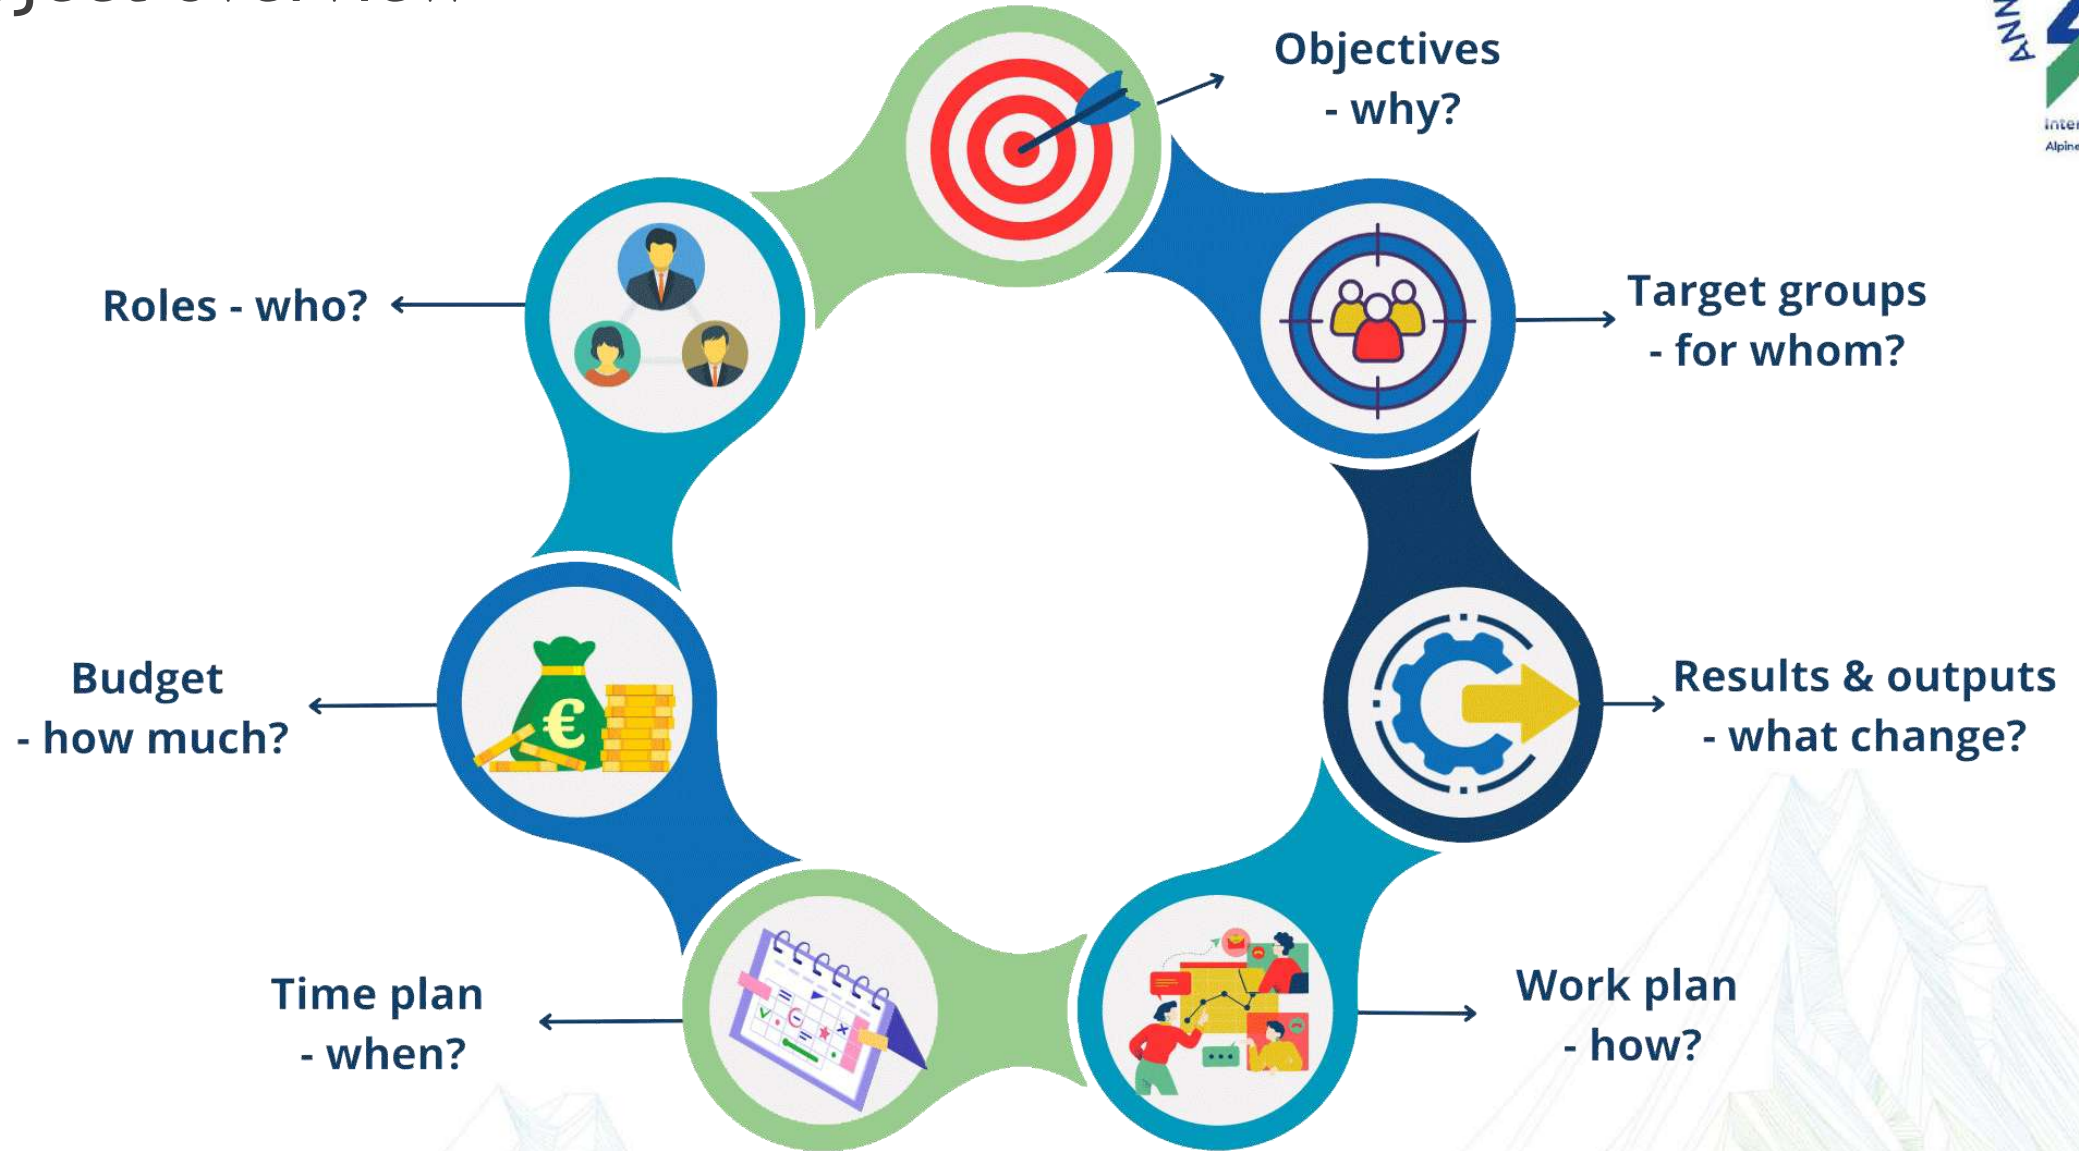 overview
Objectives
- why?
Target groups
- for whom?
Results & outputs
- what change?
Work plan
- how?
Time plan
- when?
Budget
- how much?
Roles - who?
€